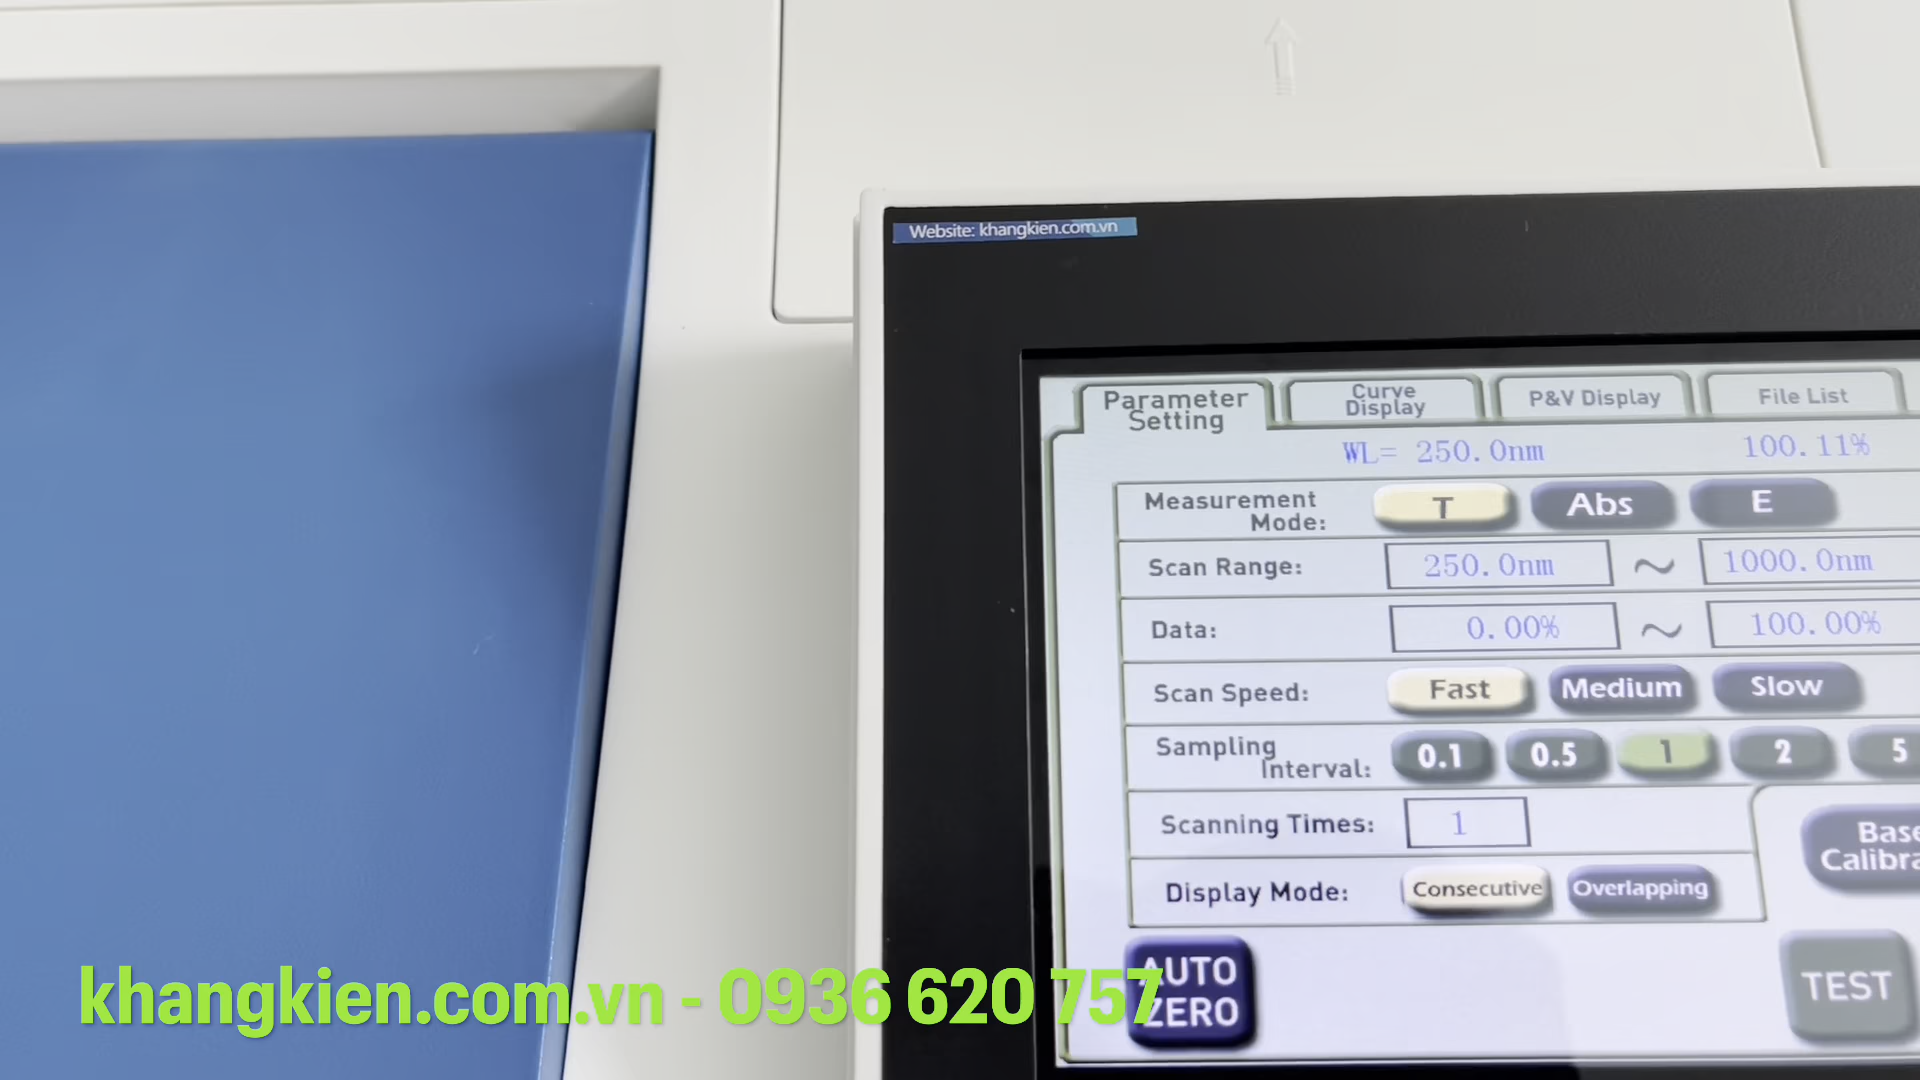 Website: khangkien.com.vn
Parameter
Setting
Curve
Display
P&V Display
File List
WL= 250.0nm
100.11%
Measurement
Mode:
T
Abs
E
Scan Range:
250.0nm
~
1000.0nm
Data:
0.00%
~
100.00%
Scan Speed:
Fast
Medium
Slow
Sampling
Interval:
0.1
0.5
1
2
5
Scanning Times:
1
Display Mode:
Consecutive
Overlapping
AUTO
ZERO
TEST
khangkien.com.vn - 0936 620 757